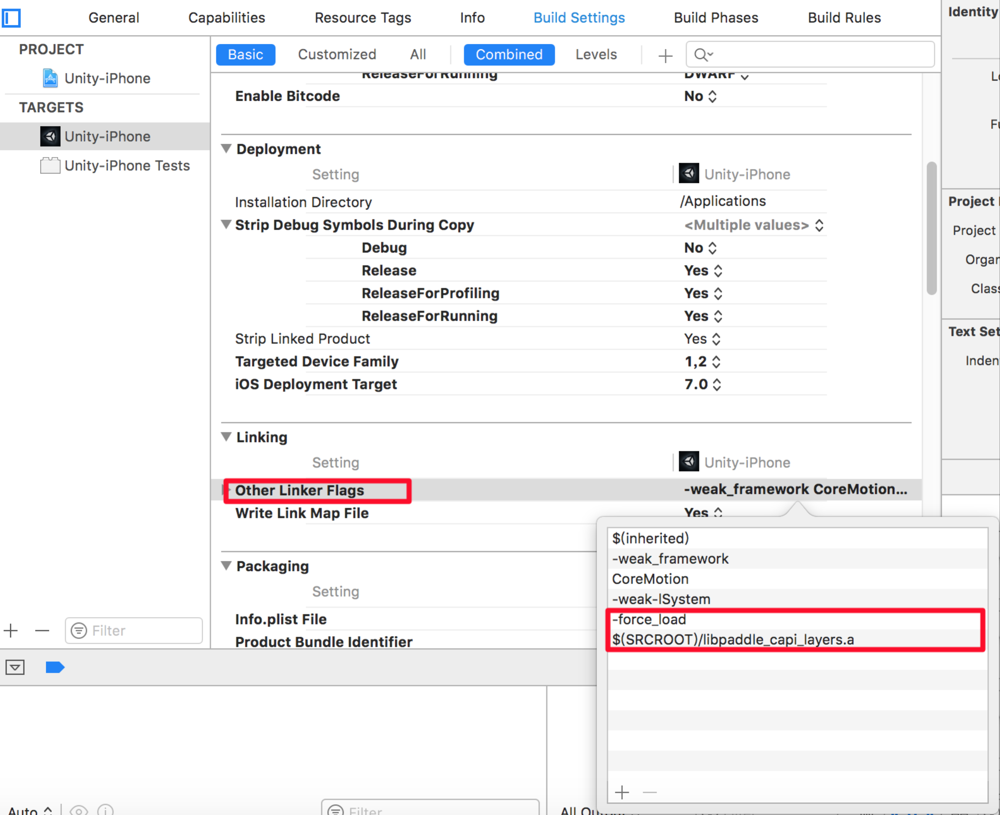 General Capabilities Resource Tags Info Build Settings Build Phases Build Rules
Identity
PROJECT
Unity-iPhone
TARGETS
Unity-iPhone
Unity-iPhone Tests
Basic Customized All Combined Levels
ReleaseForRunning DWARF
Enable Bitcode No
Deployment
Setting Unity-iPhone
Installation Directory /Applications
Strip Debug Symbols During Copy <Multiple values>
Debug No
Release Yes
ReleaseForProfiling Yes
ReleaseForRunning Yes
Strip Linked Product Yes
Targeted Device Family 1,2
iOS Deployment Target 7.0
Linking
Setting Unity-iPhone
Other Linker Flags -weak_framework CoreMotion...
Write Link Map File Yes
Packaging
Setting
Info.plist File
Product Bundle Identifier
$(inherited)
-weak_framework
CoreMotion
-weak-lSystem
-force_load
$(SRCROOT)/libpaddle_capi_layers.a
Project
Project
Organ
Class
Text Set
Inden
Filter
Auto
Filter
All